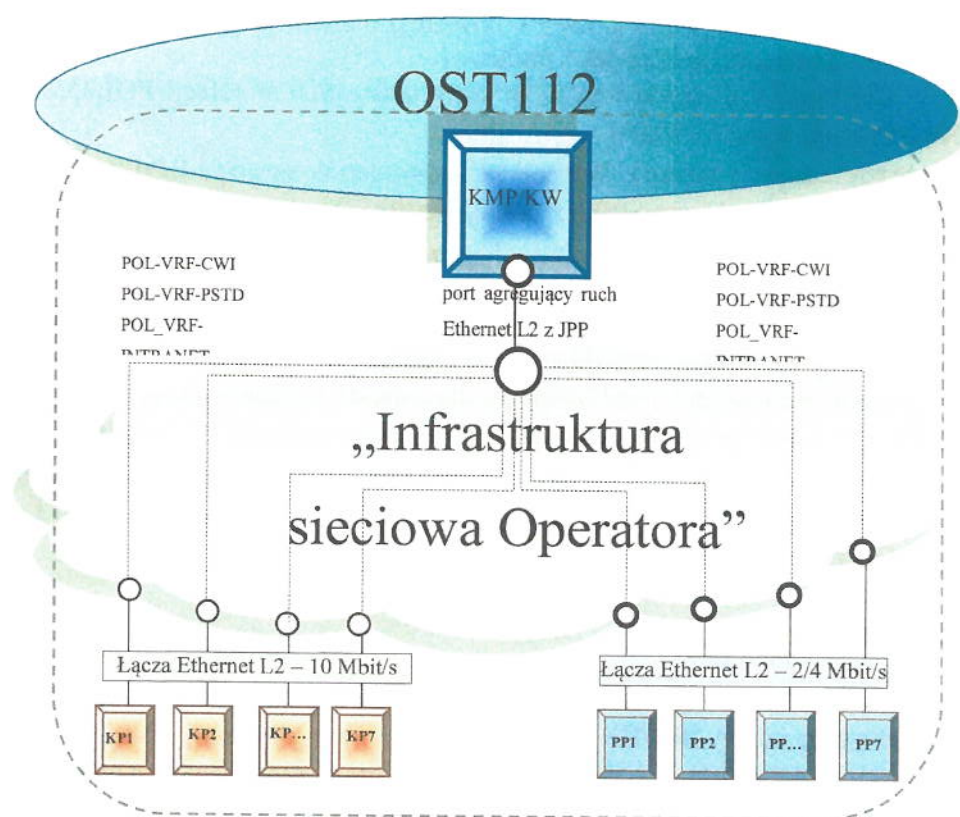 OST112
KMP/KW
POL-VRF-CWI
POL-VRF-PSTD
POL_VRF-
INTRANET
port agregujący ruch
Ethernet L2 z JPP
POL-VRF-CWI
POL-VRF-PSTD
POL_VRF-
INTRANET
„Infrastruktura
sieciowa Operatora”
Łącza Ethernet L2 – 10 Mbit/s
Łącza Ethernet L2 – 2/4 Mbit/s
KP1
KP2
KP...
KP7
PP1
PP2
PP...
PP7